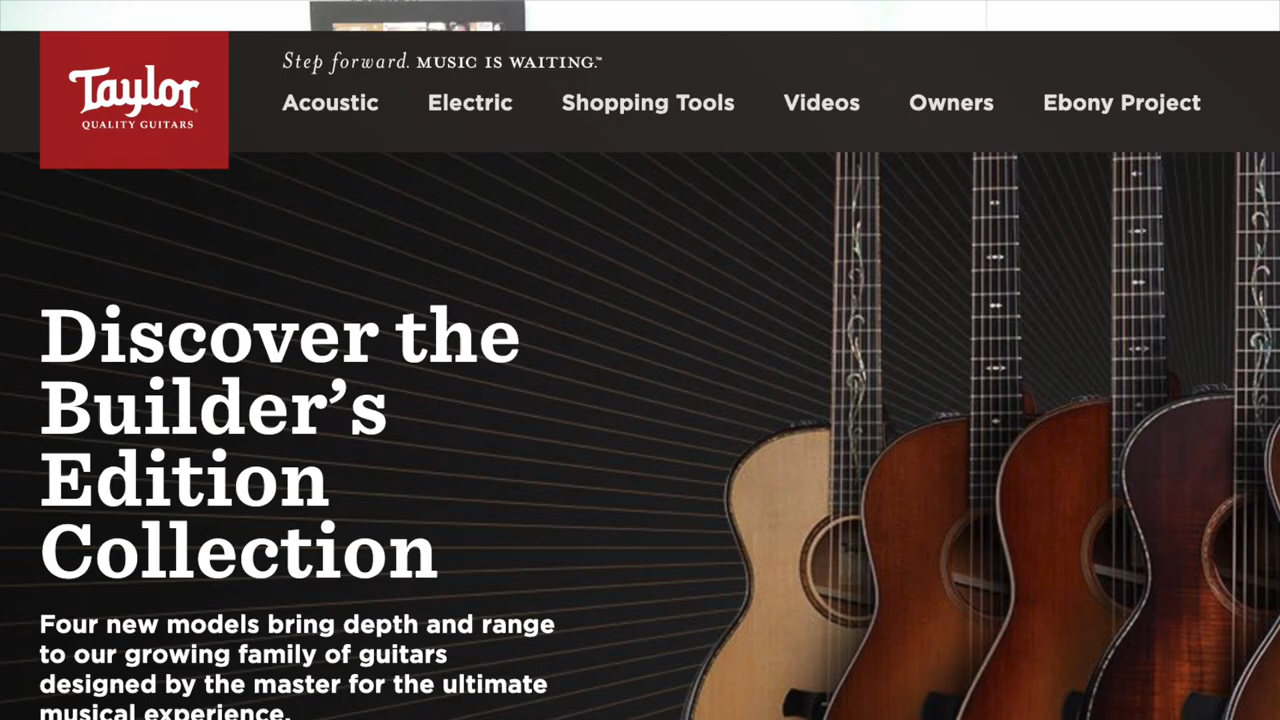 Step forward. MUSIC IS WAITING.™
Taylor
QUALITY GUITARS
Acoustic Electric Shopping Tools Videos Owners Ebony Project
Discover the
Builder’s
Edition
Collection
Four new models bring depth and range
to our growing family of guitars
designed by the master for the ultimate
musical experience.